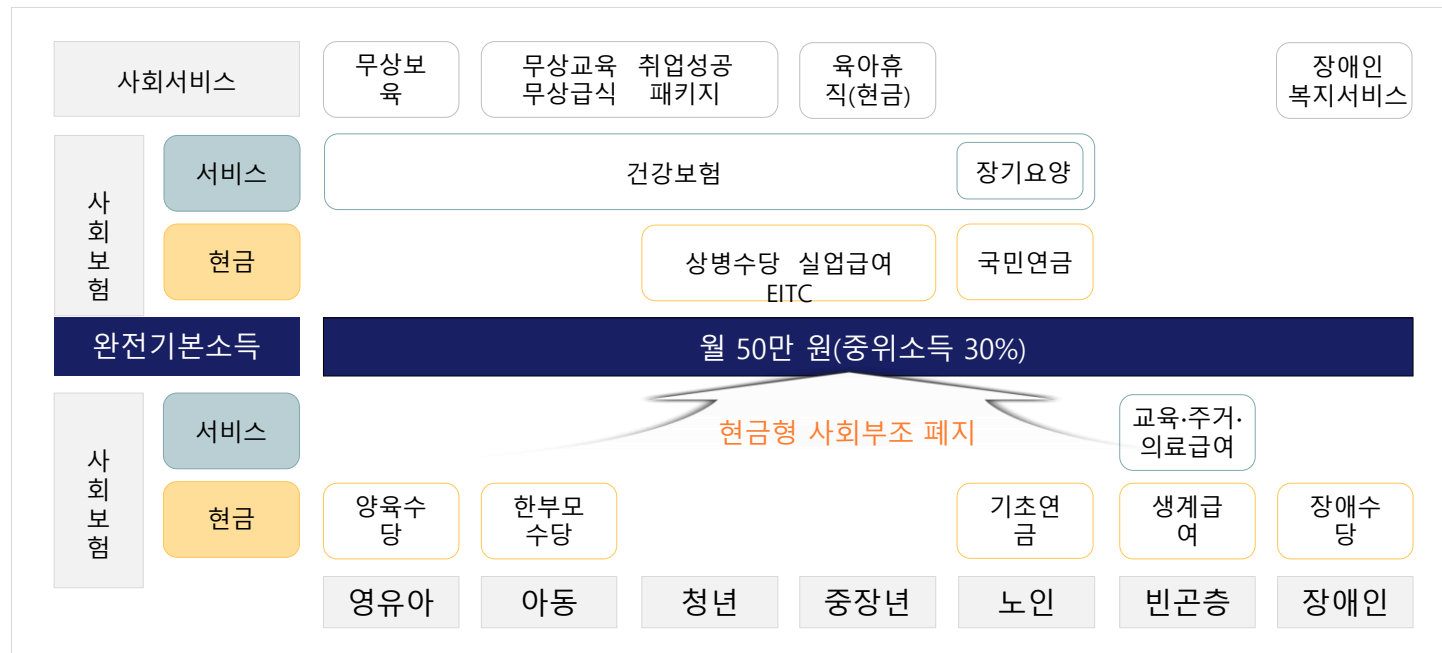 사회서비스
무상보
육
무상교육 취업성공
무상급식 패키지
육아휴
직(현금)
장애인
복지서비스
사
회
보
험
서비스
건강보험
장기요양
현금
상병수당 실업급여
EITC
국민연금
완전기본소득
월 50만 원(중위소득 30%)
사
회
보
험
서비스
현금형 사회부조 폐지
교육·주거·
의료급여
현금
양육수
당
한부모
수당
기초연
금
생계급
여
장애수
당
영유아
아동
청년
중장년
노인
빈곤층
장애인